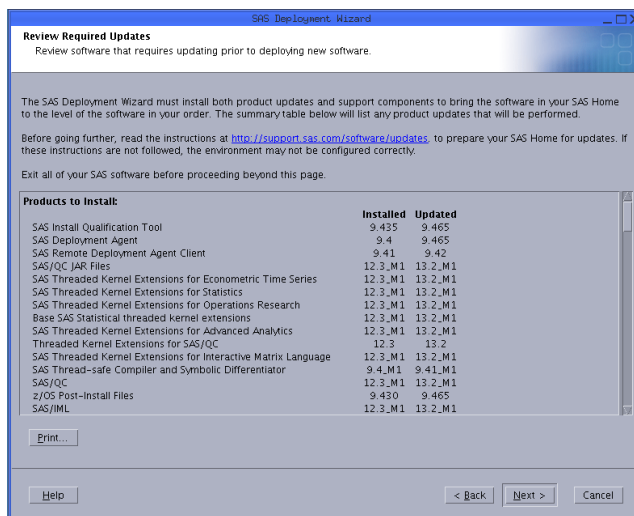 SAS Deployment Wizard
Review Required Updates
Review software that requires updating prior to deploying new software.
The SAS Deployment Wizard must install both product updates and support components to bring the software in your SAS Home
to the level of the software in your order. The summary table below will list any product updates that will be performed.
Before going further, read the instructions at http://support.sas.com/software/updates, to prepare your SAS Home for updates. If
these instructions are not followed, the environment may not be configured correctly.
Exit all of your SAS software before proceeding beyond this page.
Products to Install:
Installed Updated
SAS Install Qualification Tool 9.435 9.465
SAS Deployment Agent 9.4 9.465
SAS Remote Deployment Agent Client 9.41 9.42
SAS/QC JAR Files 12.3_M1 13.2_M1
SAS Threaded Kernel Extensions for Econometric Time Series 12.3_M1 13.2_M1
SAS Threaded Kernel Extensions for Statistics 12.3_M1 13.2_M1
SAS Threaded Kernel Extensions for Operations Research 12.3_M1 13.2_M1
Base SAS Statistical threaded kernel extensions 12.3_M1 13.2_M1
SAS Threaded Kernel Extensions for Advanced Analytics 12.3_M1 13.2_M1
Threaded Kernel Extensions for SAS/QC 12.3 13.2
SAS Threaded Kernel Extensions for Interactive Matrix Language 12.3_M1 13.2_M1
SAS Thread-safe Compiler and Symbolic Differentiator 9.4_M1 9.41_M1
SAS/QC 12.3_M1 13.2_M1
z/OS Post-Install Files 9.430 9.465
SAS/IML 12.3_M1 13.2_M1
Print...
Help
< Back
Next >
Cancel